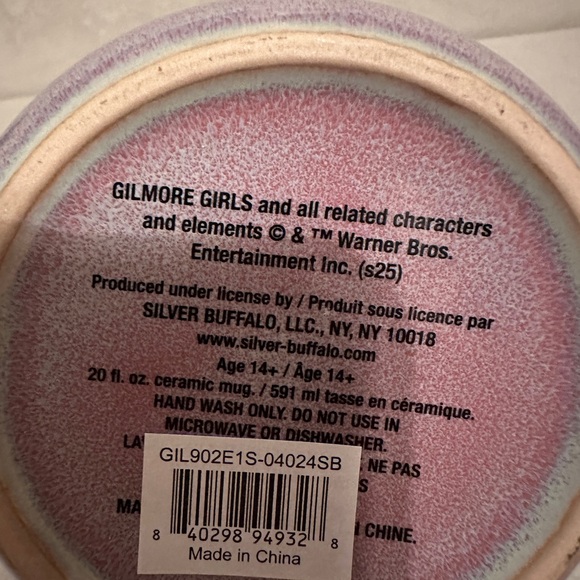 GILMORE GIRLS and all related characters
and elements © & ™ Warner Bros.
Entertainment Inc. (s25)
Produced under license by / Produit sous licence par
SILVER BUFFALO, LLC., NY, NY 10018
www.silver-buffalo.com
Age 14+ / Âge 14+
20 fl. oz. ceramic mug. / 591 ml tasse en céramique.
HAND WASH ONLY. DO NOT USE IN
MICROWAVE OR DISHWASHER.
NE PAS
CHINE.
GIL902E1S-04024SB
8 40298 94932 8
Made in China